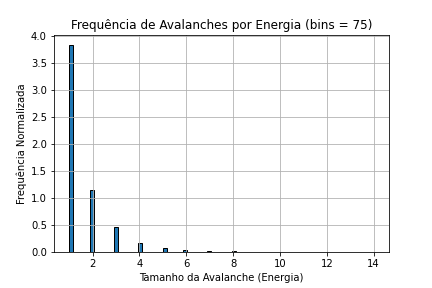 Frequência de Avalanches por Energia (bins = 75)
Frequência Normalizada
4.0
3.5
3.0
2.5
2.0
1.5
1.0
0.5
0.0
2 4 6 8 10 12 14
Tamanho da Avalanche (Energia)